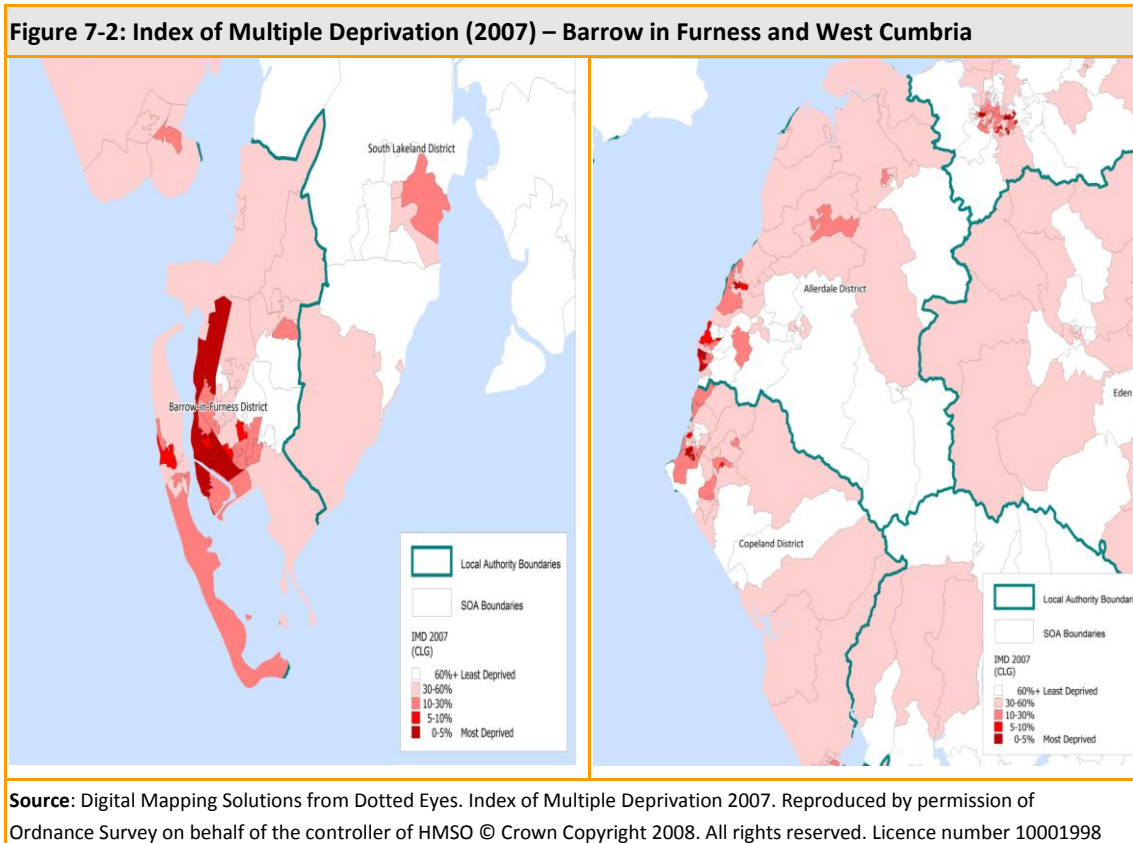 Figure 7-2: Index of Multiple Deprivation (2007) – Barrow in Furness and West Cumbria
South Lakeland District
Barrow-in-Furness District
Local Authority Boundaries
SOA Boundaries
IMD 2007
(CLG)
60%+ Least Deprived
30-60%
10-30%
5-10%
0-5% Most Deprived
Allerdale District
Eden
Copeland District
Local Authority Boundari
SOA Boundaries
IMD 2007
(CLG)
60%+ Least Deprived
30-60%
10-30%
5-10%
0-5% Most Deprived
Source: Digital Mapping Solutions from Dotted Eyes. Index of Multiple Deprivation 2007. Reproduced by permission of
Ordnance Survey on behalf of the controller of HMSO © Crown Copyright 2008. All rights reserved. Licence number 10001998